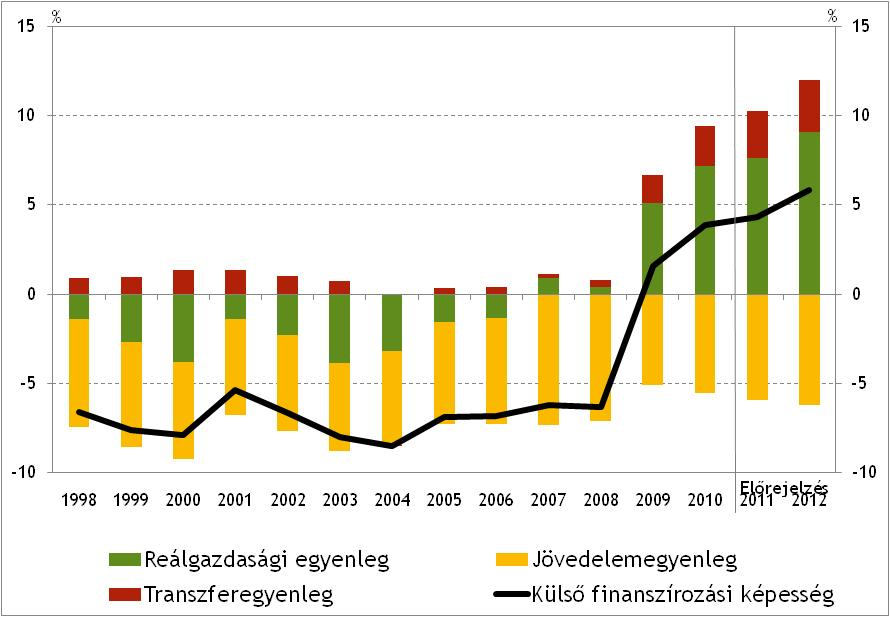 % %
15 15
10 10
5 5
0 0
-5 -5
-10 -10
Előrejelzés
1998 1999 2000 2001 2002 2003 2004 2005 2006 2007 2008 2009 2010 2011 2012
Reálgazdasági egyenleg Jövedelemegyenleg
Transzferegyenleg Külső finanszírozási képesség